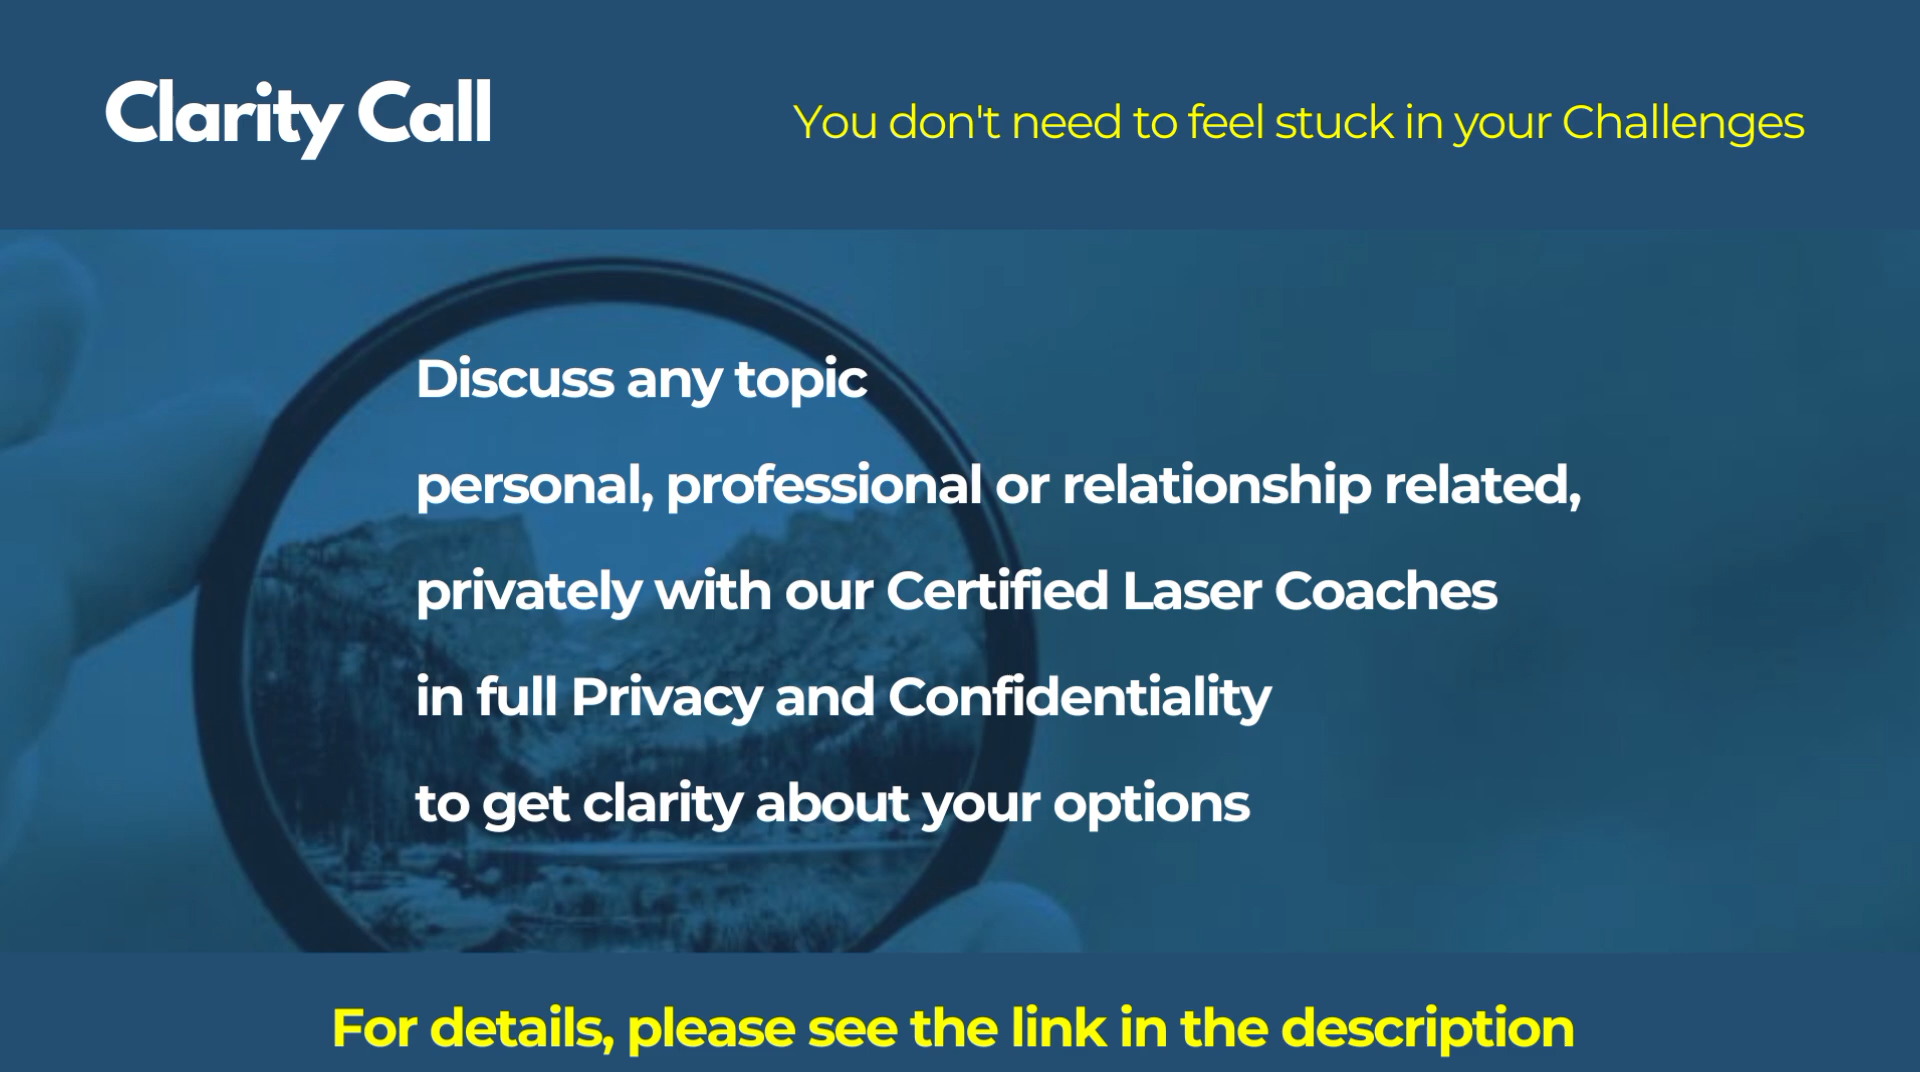 Clarity Call
You don't need to feel stuck in your Challenges
Discuss any topic
personal, professional or relationship related,
privately with our Certified Laser Coaches
in full Privacy and Confidentiality
to get clarity about your options
For details, please see the link in the description